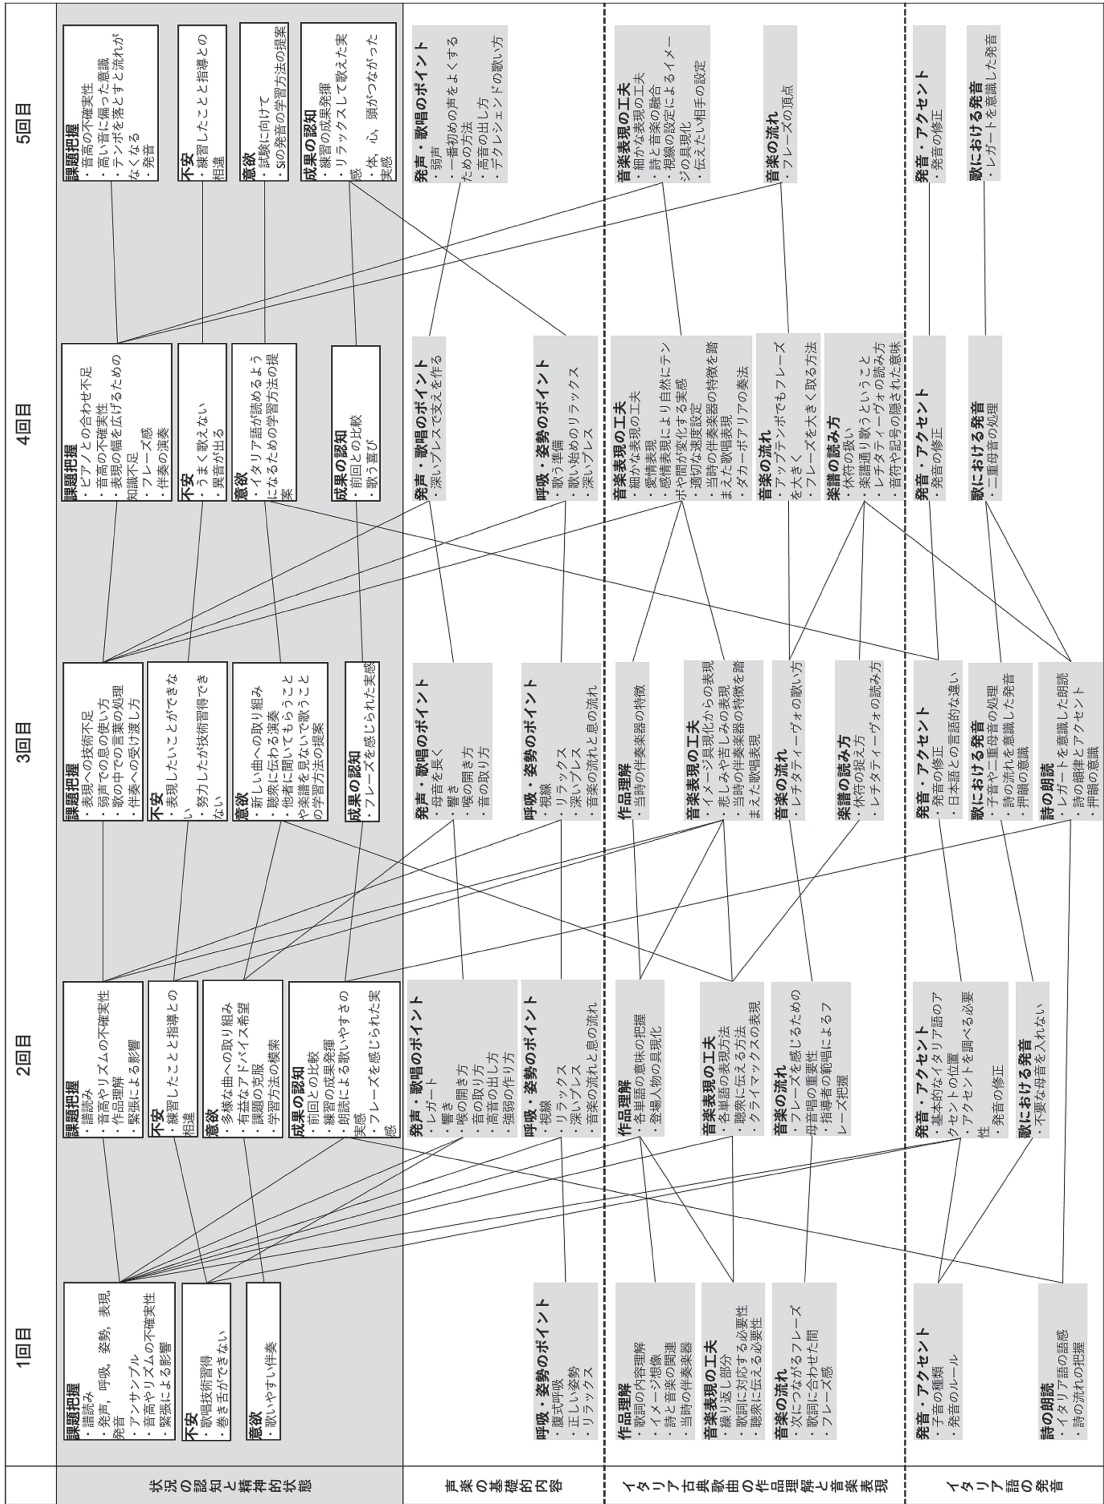 1回目
2回目
3回目
4回目
5回目
状況の認知と精神的状態
課題把握
・譜読み
・発声，呼吸，姿勢，表現，
発音
・アンサンブル
・音高やリズムの不確実性
・緊張による影響
不安
・歌唱技術習得
・巻き舌ができない
意欲
・歌いやすい伴奏
課題把握
・譜読み
・音高やリズムの不確実性
・作品理解
・緊張による影響
不安
・練習したことと指導との
相違
意欲
・多様な曲への取り組み
・有益なアドバイス希望
・課題の克服
・学習方法の模索
成果の認知
・前回との比較
・練習の成果発揮
・朗読による歌いやすさの
実感
・フレーズを感じられた実
感
課題把握
・表現への技術不足
・弱声での息の使い方
・歌の中での言葉の処理
・伴奏への受け渡し方
不安
・表現したいことができな
い
・努力したが技術習得でき
ない
意欲
・新しい曲への取り組み
・聴衆に伝わる演奏
・他者に聞いてもらうこと
や楽譜を見ないで歌うこと
の学習方法の提案
成果の認知
・フレーズを感じられた実感
課題把握
・ピアノとの合わせ不足
・音高の不確実性
・表現の幅を広げるための
知識不足
・フレーズ感
・伴奏の演奏
不安
・うまく歌えない
・異音が出る
意欲
・イタリア語が読めるよう
になるための学習方法の提
案
成果の認知
・前回との比較
・歌う喜び
課題把握
・音高の不確実性
・高い音に偏った意識
・テンポを落とすと流れが
なくなる
・発音
不安
・練習したことと指導との
相違
意欲
・試験に向けて
・siの発音の学習方法の提案
成果の認知
・練習の成果発揮
・リラックスして歌えた実
感
・体，心，頭がつながった
実感
声楽の基礎的内容
呼吸・姿勢のポイント
・腹式呼吸
・正しい姿勢
・リラックス
発声・歌唱のポイント
・レガート
・響き
・喉の開き方
・音の取り方
・高音の出し方
・強弱の作り方
呼吸・姿勢のポイント
・視線
・リラックス
・深いブレス
・音楽の流れと息の流れ
発声・歌唱のポイント
・母音を長く
・響き
・喉の開き方
・音の取り方
呼吸・姿勢のポイント
・視線
・リラックス
・深いブレス
・音楽の流れと息の流れ
発声・歌唱のポイント
・深いブレスで支えを作る
呼吸・姿勢のポイント
・歌う準備
・歌い始めのリラックス
・深いブレス
発声・歌唱のポイント
・弱声
・一番初めの声をよくする
ための方法
・高音の出し方
・デクレシェンドの歌い方
イタリア古典歌曲の作品理解と音楽表現
作品理解
・歌詞の内容理解
・イメージ想像
・詩と音楽の関連
・当時の伴奏楽器
音楽表現の工夫
・繰り返し部分
・歌詞に対応する必要性
・聴衆に伝える必要性
音楽の流れ
・次につながるフレーズ
・歌詞に合わせた間
・フレーズ感
作品理解
・各単語の意味の把握
・登場人物の具現化
音楽表現の工夫
・各単語の表現方法
・聴衆に伝える方法
・クライマックスの表現
音楽の流れ
・フレーズを感じるための
母音唱の重要性
・指導者の範唱によるフ
レーズ把握
作品理解
・当時の伴奏楽器の特徴
音楽表現の工夫
・イメージ具現化からの表現
・悲しみや苦しみの表現
・当時の伴奏楽器の特徴を踏
まえた歌唱表現
音楽の流れ
・レチタティーヴォの歌い方
楽譜の読み方
・休符の捉え方
・レチタティーヴォの読み方
音楽表現の工夫
・細かな表現の工夫
・愛情表現
・感情表現により自然にテン
ポや間が変化する実感
・適切な速度設定
・当時の伴奏楽器の特徴を踏
まえた歌唱表現
・ダカーポアリアの奏法
音楽の流れ
・アップテンポでもフレーズ
を大きく
・フレーズを大きく取る方法
楽譜の読み方
・休符の扱い
・楽譜通り歌うということ
・レチタティーヴォの読み方
・音符や記号の隠された意味
音楽表現の工夫
・細かな表現の工夫
・詩と音楽の融合
・視線の設定によるイメー
ジの具現化
・伝えたい相手の設定
音楽の流れ
・フレーズの頂点
イタリア語の発音
発音・アクセント
・子音の種類
・発音のルール
詩の朗読
・イタリア語の語感
・詩の流れの把握
発音・アクセント
・基本的なイタリア語のア
クセントの位置
・アクセントを調べる必要
性
・発音の修正
歌における発音
・不要な母音を入れない
発音・アクセント
・発音の修正
・日本語との言語的な違い
歌における発音
・子音や二重母音の処理
・詩の流れを意識した発音
・押韻の意識
詩の朗読
・レガートを意識した朗読
・詩の韻律とアクセント
・押韻の意識
発音・アクセント
・発音の修正
歌における発音
・二重母音の処理
発音・アクセント
・発音の修正
歌における発音
・レガートを意識した発音